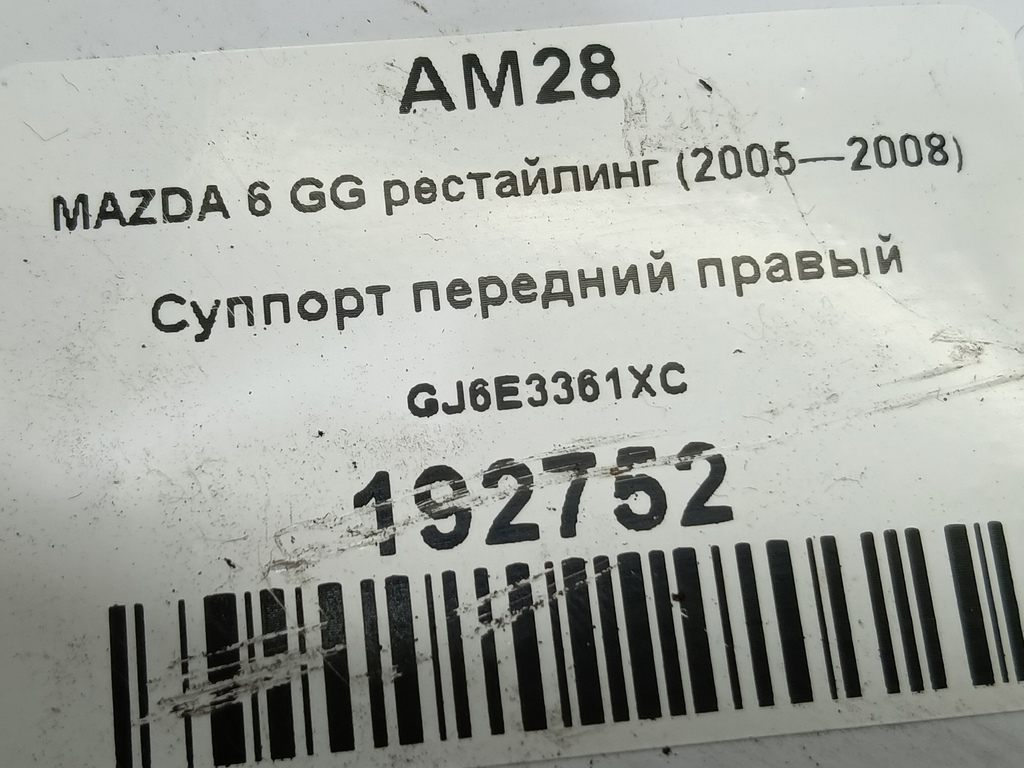 AM28
MAZDA 6 GG рестайлинг (2005—2008)
Суппорт передний правый
GJ6E3361XC
192752